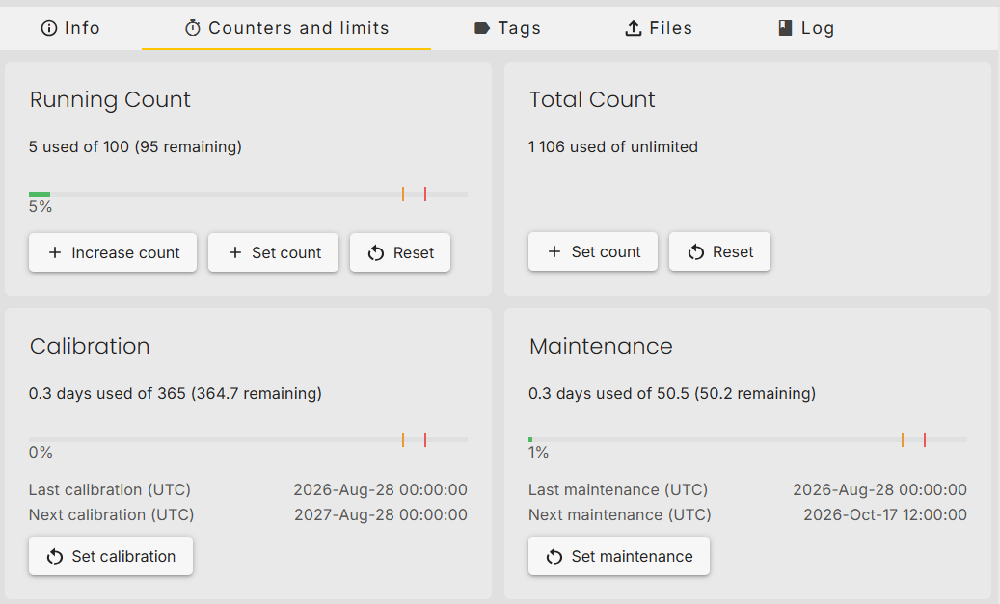 Info
Counters and limits
Tags
Files
Log
Running Count
5 used of 100 (95 remaining)
5%
Increase count
Set count
Reset
Total Count
1 106 used of unlimited
Set count
Reset
Calibration
0.3 days used of 365 (364.7 remaining)
0%
Last calibration (UTC) 2026-Aug-28 00:00:00
Next calibration (UTC) 2027-Aug-28 00:00:00
Set calibration
Maintenance
0.3 days used of 50.5 (50.2 remaining)
1%
Last maintenance (UTC) 2026-Aug-28 00:00:00
Next maintenance (UTC) 2026-Oct-17 12:00:00
Set maintenance